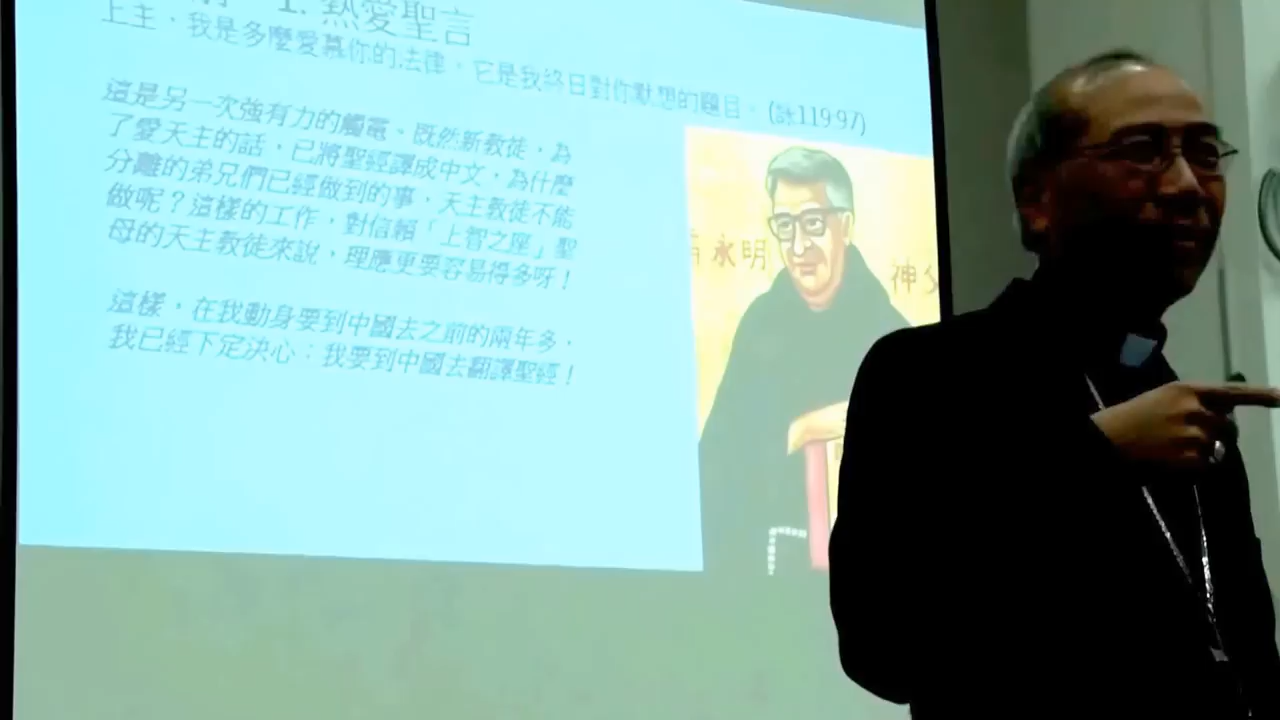 1. 熱愛聖言
上主，我是多麼愛慕你的法律，它是我終日對你默想的題目。 (詠119:97)
這是另一次強有力的觸電。既然新教徒，為
了愛天主的話，已將聖經譯成中文，為什麼
分離的弟兄們已經做到的事，天主教徒不能
做呢？這樣的工作，對信賴「上智之座」聖
母的天主教徒來說，理應更要容易得多呀！
這樣，在我動身要到中國去之前的兩年多，
我已經下定決心：我要到中國去翻譯聖經！
永明
神父